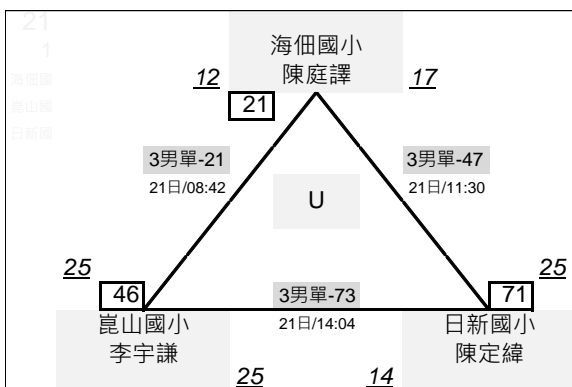 21
1
海佃國
崑山國
日新國
海佃國小
陳庭譯
12
17
21
3男單-21
21日/08:42
3男單-47
21日/11:30
U
25
25
46
71
3男單-73
21日/14:04
崑山國小
李宇謙
日新國小
陳定緯
25
14